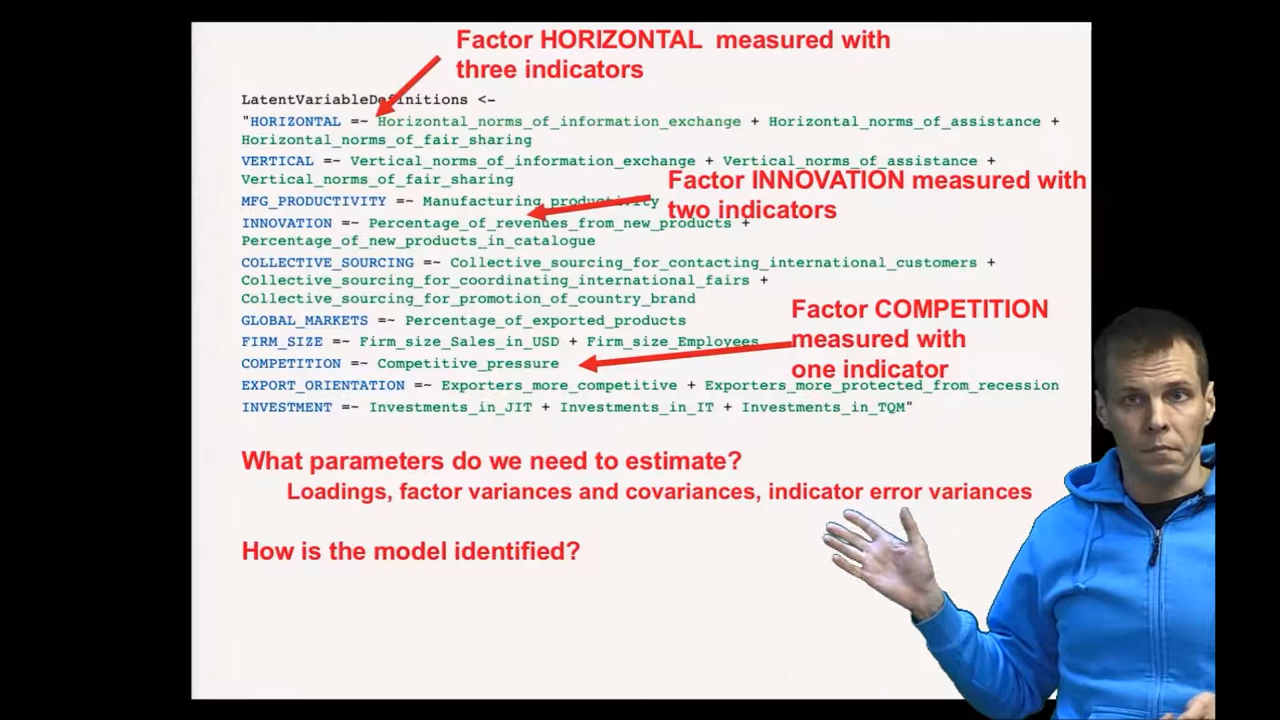 Factor HORIZONTAL measured with
three indicators
LatentVariableDefinitions <-
"HORIZONTAL =~ Horizontal_norms_of_information_exchange + Horizontal_norms_of_assistance +
Horizontal_norms_of_fair_sharing
VERTICAL =~ Vertical_norms_of_information_exchange + Vertical_norms_of_assistance +
Vertical_norms_of_fair_sharing
Factor INNOVATION measured with
two indicators
MFG_PRODUCTIVITY =~ Manufacturing_productivity
INNOVATION =~ Percentage_of_revenues_from_new_products +
Percentage_of_new_products_in_catalogue
COLLECTIVE_SOURCING =~ Collective_sourcing_for_contacting_international_customers +
Collective_sourcing_for_coordinating_international_fairs +
Collective_sourcing_for_promotion_of_country_brand
Factor COMPETITION
measured with
one indicator
GLOBAL_MARKETS =~ Percentage_of_exported_products
FIRM_SIZE =~ Firm_size_Sales_in_USD + Firm_size_Employees
COMPETITION =~ Competitive_pressure
EXPORT_ORIENTATION =~ Exporters_more_competitive + Exporters_more_protected_from_recession
INVESTMENT =~ Investments_in_JIT + Investments_in_IT + Investments_in_TQM"
What parameters do we need to estimate?
Loadings, factor variances and covariances, indicator error variances
How is the model identified?